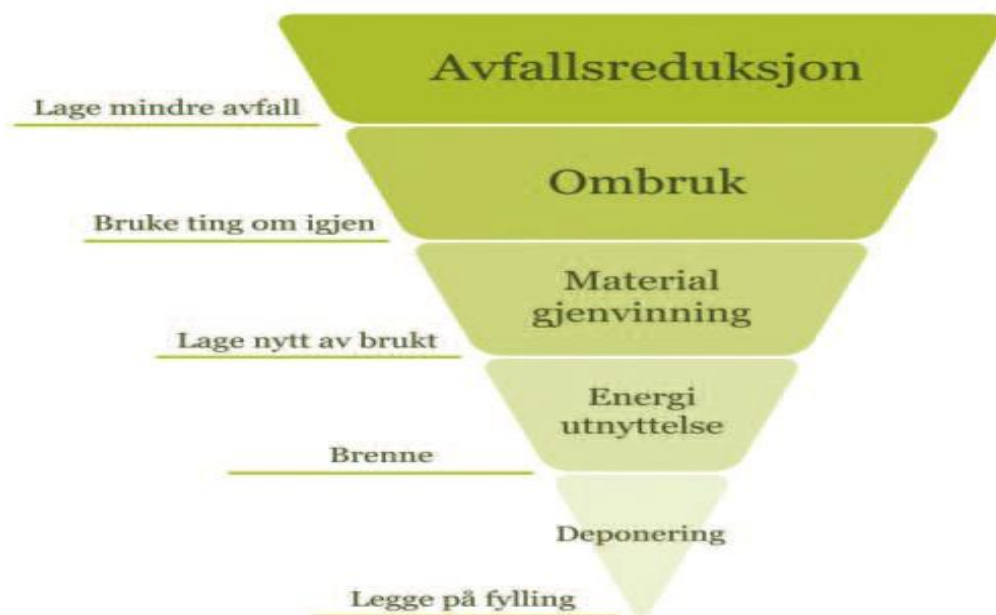 Avfallsreduksjon
Lage mindre avfall
Ombruk
Bruke ting om igjen
Material
gjenvinning
Lage nytt av brukt
Energi
utnyttelse
Brenne
Deponering
Legge på fylling